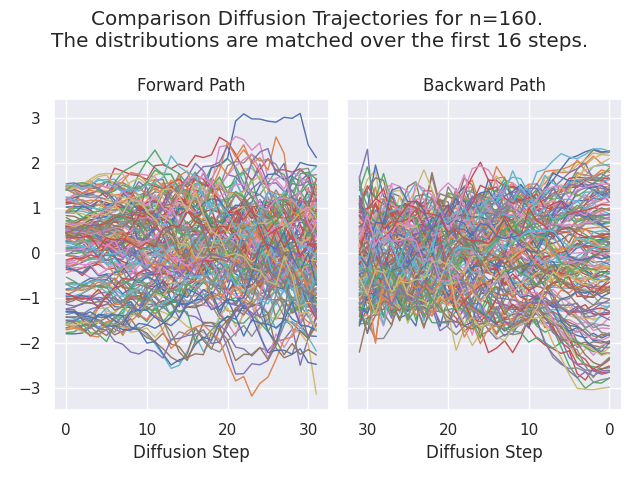 Comparison Diffusion Trajectories for n=160.
The distributions are matched over the first 16 steps.
Forward Path
Backward Path
3
2
1
0
−1
−2
−3
0 10 20 30
30 20 10 0
Diffusion Step
Diffusion Step